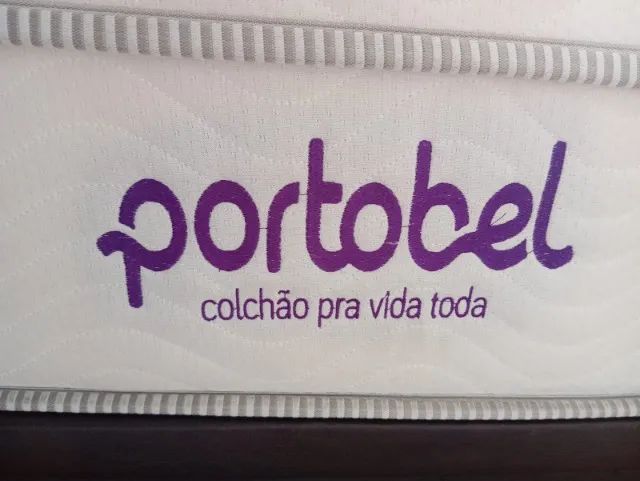 portobel
colchão pra vida toda